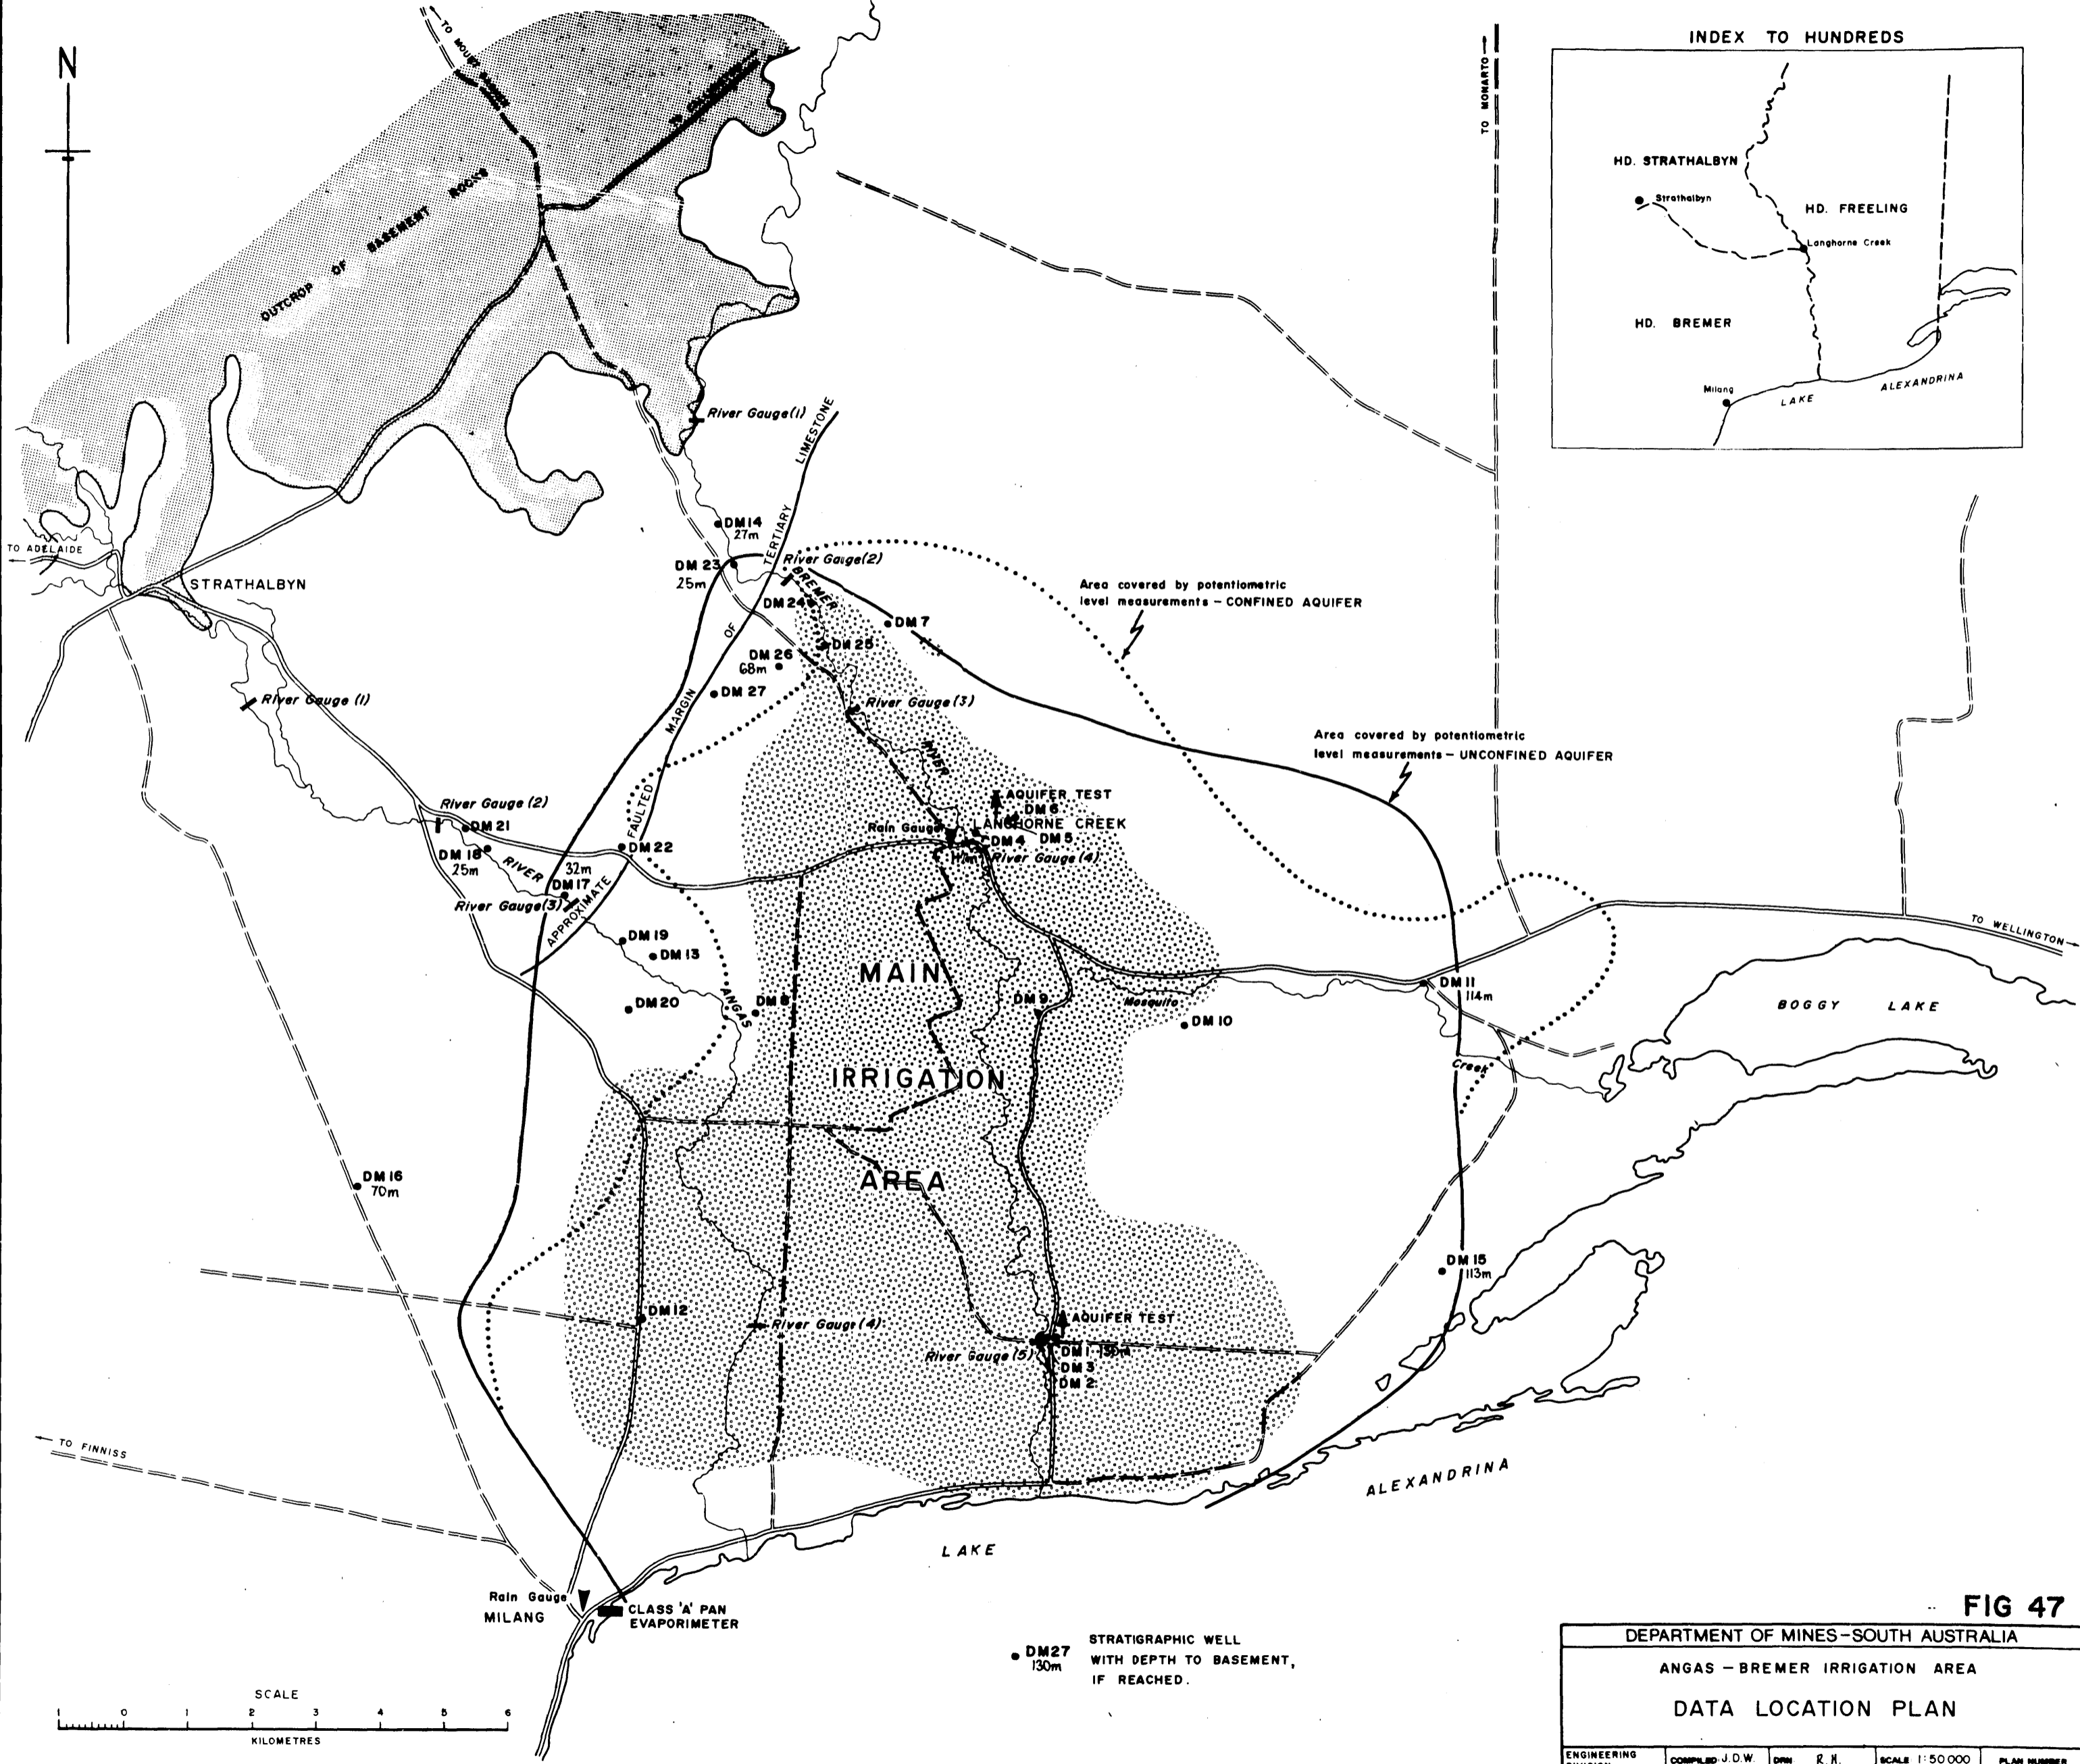 N
TO MOUNT BARKER
TO CALLINGTON
OUTCROP OF BASEMENT ROCKS
TO MONARTO
INDEX TO HUNDREDS
HD. STRATHALBYN
Strathalbyn
HD. FREELING
Langhorne Creek
HD. BREMER
Milang
LAKE ALEXANDRINA
River Gauge (1)
LIMESTONE
TERTIARY
OF
MARGIN
FAULTED
APPROXIMATE
DM 14
27m
DM 23
25m
River Gauge (2)
BREMER
DM 24
DM 7
DM 25
DM 26
68m
DM 27
River Gauge (3)
RIVER
Area covered by potentiometric
level measurements – CONFINED AQUIFER
Area covered by potentiometric
level measurements – UNCONFINED AQUIFER
TO ADELAIDE
STRATHALBYN
River Gauge (1)
River Gauge (2)
DM 21
DM 18
25m
RIVER
32m
DM 17
River Gauge (3)
DM 22
AQUIFER TEST
DM 6
LANGHORNE CREEK
Rain Gauge
DM 4
DM 5
River Gauge (4)
DM 19
DM 13
DM 20
ANGAS
DM 8
MAIN
IRRIGATION
AREA
DM 9
Mosquito
DM 10
DM 11
114m
Creek
TO WELLINGTON
BOGGY LAKE
DM 16
70m
DM 15
113m
DM 12
River Gauge (4)
AQUIFER TEST
River Gauge (5)
DM 1
DM 3
DM 2
TO FINNISS
ALEXANDRINA
LAKE
Rain Gauge
MILANG
CLASS 'A' PAN
EVAPORIMETER
DM27
130m
STRATIGRAPHIC WELL
WITH DEPTH TO BASEMENT,
IF REACHED.
SCALE
1 0 1 2 3 4 5 6
KILOMETRES
FIG 47
DEPARTMENT OF MINES–SOUTH AUSTRALIA
ANGAS – BREMER IRRIGATION AREA
DATA LOCATION PLAN
ENGINEERING
COMPILED: J.D.W.
DRN. R.H.
SCALE 1:50 000
PLAN NUMBER